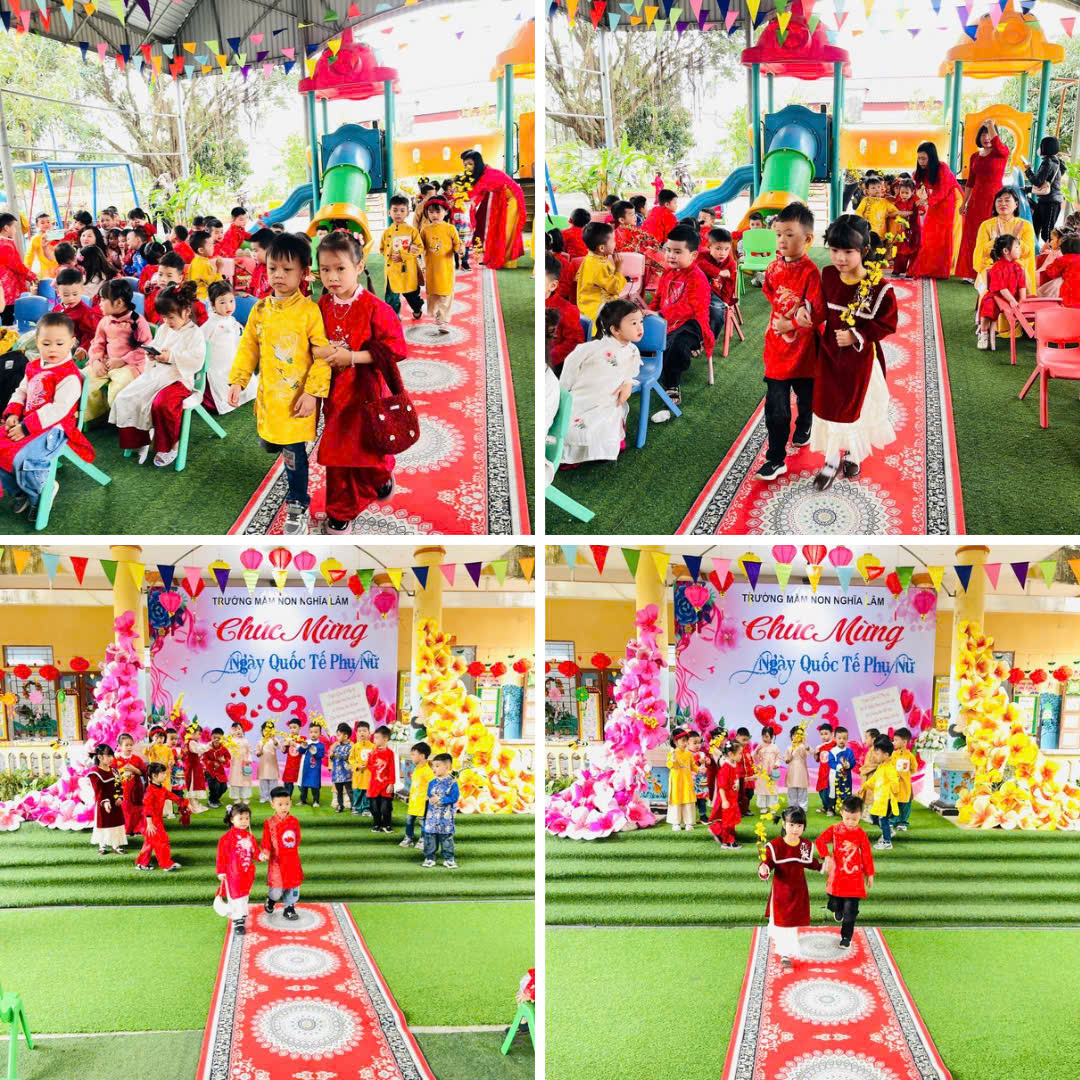 TRƯỜNG MẦM NON NGHĨA LÂM
Chúc Mừng
Ngày Quốc Tế Phụ Nữ
8
3
TRƯỜNG MẦM NON NGHĨA LÂM
Chúc Mừng
Ngày Quốc Tế Phụ Nữ
8
3